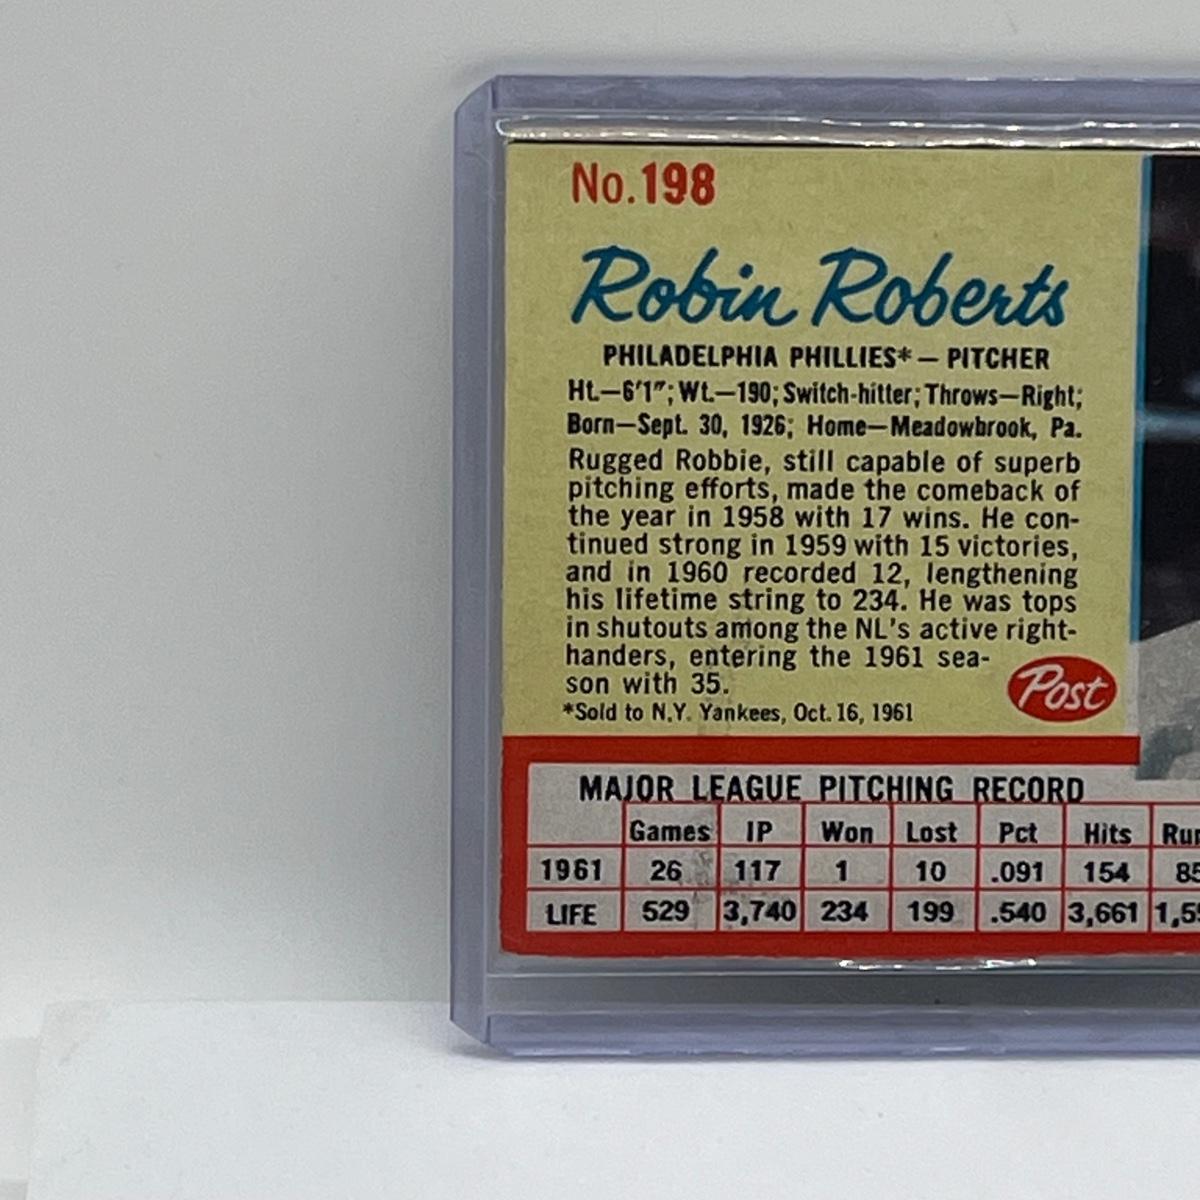 No.198
Robin Roberts
PHILADELPHIA PHILLIES* — PITCHER
Ht.—6'1"; Wt.—190; Switch-hitter; Throws—Right;
Born—Sept. 30, 1926; Home—Meadowbrook, Pa.
Rugged Robbie, still capable of superb
pitching efforts, made the comeback of
the year in 1958 with 17 wins. He con-
tinued strong in 1959 with 15 victories,
and in 1960 recorded 12, lengthening
his lifetime string to 234. He was tops
in shutouts among the NL's active right-
handers, entering the 1961 sea-
son with 35.
Post
*Sold to N.Y. Yankees, Oct. 16, 1961
MAJOR LEAGUE PITCHING RECORD
Games IP Won Lost Pct Hits
1961 26 117 1 10 .091 154 85
LIFE 529 3,740 234 199 .540 3,661